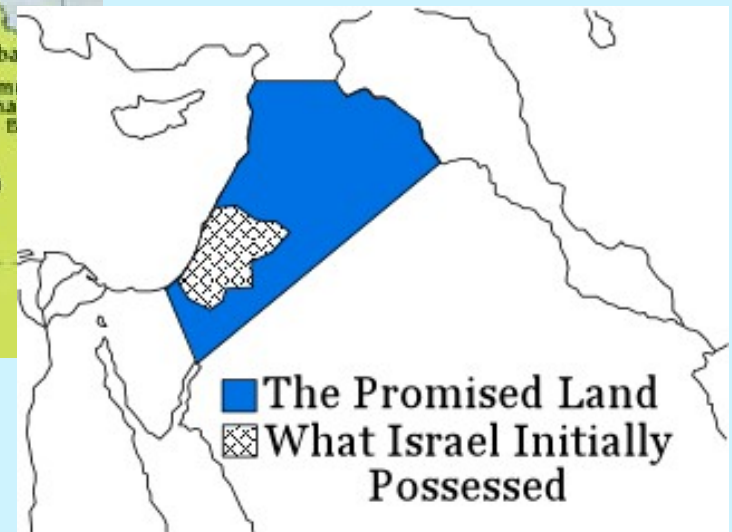 The Promised Land
What Israel Initially
Possessed